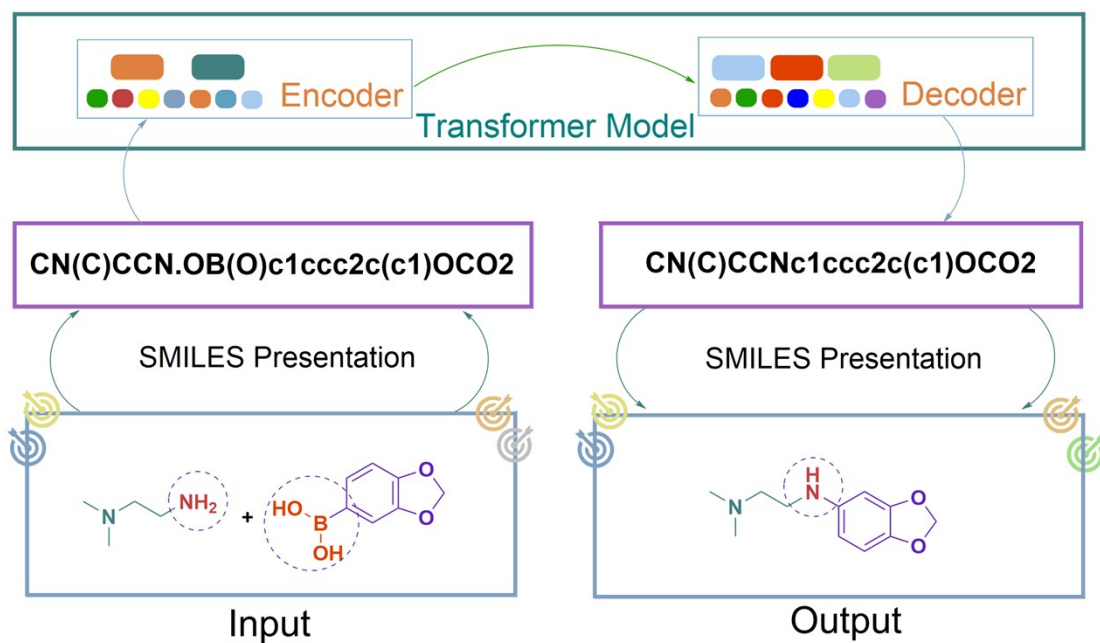 Encoder
Decoder
Transformer Model
CN(C)CCN.OB(O)c1ccc2c(c1)OCO2
CN(C)CCNc1ccc2c(c1)OCO2
SMILES Presentation
SMILES Presentation
N
NH2
+
HO
B
OH
O
O
N
H
N
O
O
Input
Output